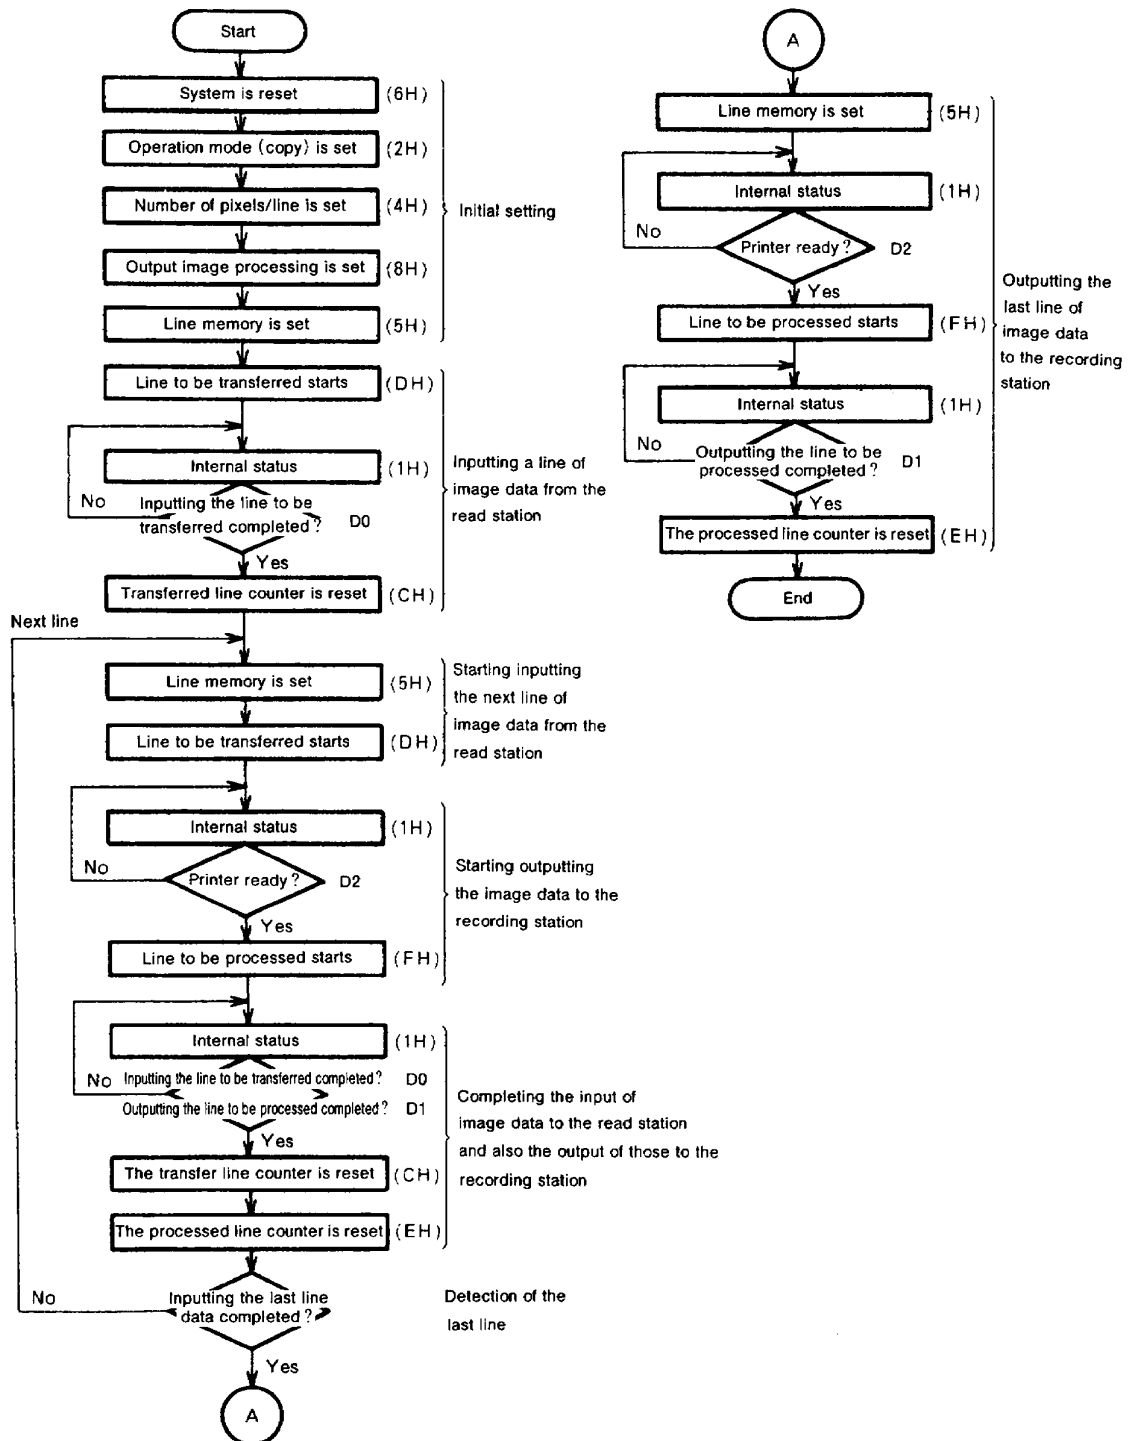 Start
System is reset (6H)
Operation mode (copy) is set (2H)
Number of pixels/line is set (4H)
Output image processing is set (8H)
Line memory is set (5H)
Initial setting
Line to be transferred starts (DH)
Internal status (1H)
No
Inputting the line to be
transferred completed? D0
Yes
Transferred line counter is reset (CH)
Inputting a line of
image data from the
read station
Next line
Line memory is set (5H)
Line to be transferred starts (DH)
Starting inputting
the next line of
image data from the
read station
Internal status (1H)
No
Printer ready? D2
Yes
Line to be processed starts (FH)
Starting outputting
the image data to the
recording station
Internal status (1H)
No
Inputting the line to be transferred completed? D0
Outputting the line to be processed completed? D1
Yes
The transfer line counter is reset (CH)
The processed line counter is reset (EH)
Completing the input of
image data to the read station
and also the output of those to the
recording station
No
Inputting the last line
data completed?
Yes
Detection of the
last line
A
A
Line memory is set (5H)
Internal status (1H)
No
Printer ready? D2
Yes
Line to be processed starts (FH)
Internal status (1H)
No
Outputting the line to be
processed completed? D1
Yes
The processed line counter is reset (EH)
End
Outputting the
last line of
image data
to the recording
station